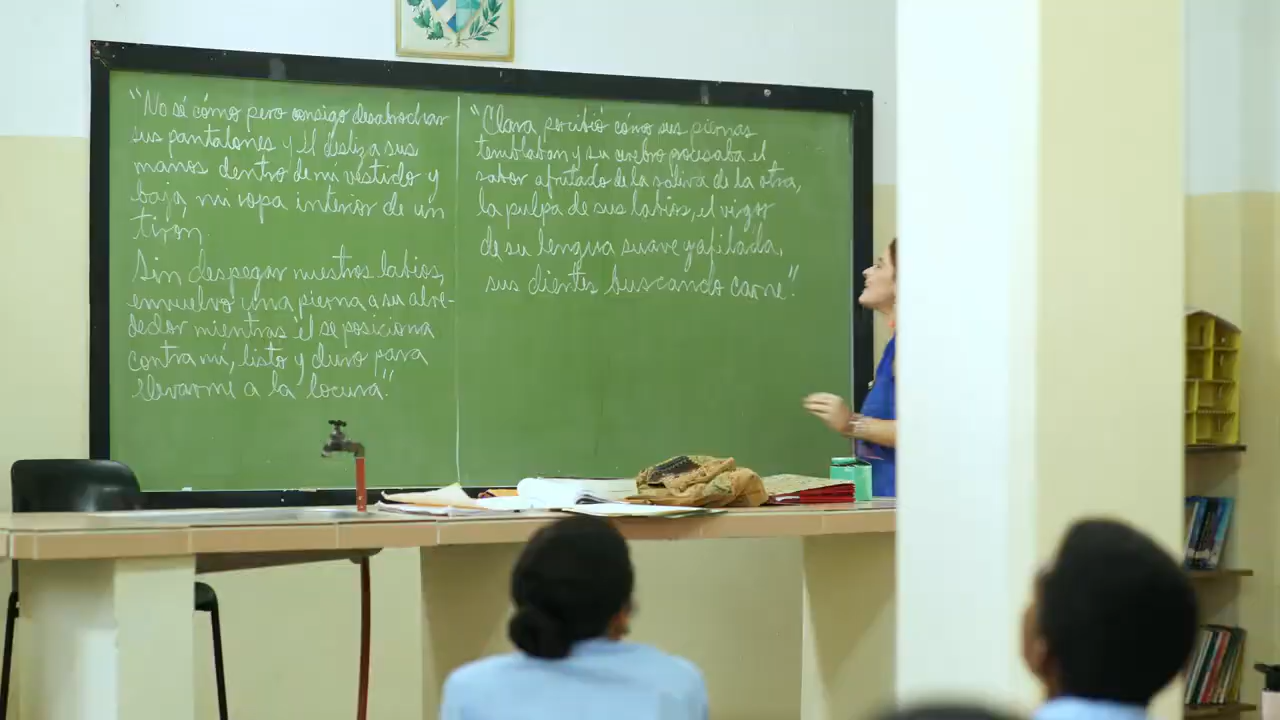 "No sé cómo pero consigo desabrochar
sus pantalones y él desliza sus
manos dentro de mi vestido y
baja mi ropa interior de un
tirón.
Sin despegar nuestros labios,
envuelvo una pierna a su alre-
dedor mientras él se posiciona
contra mí, listo y duro para
llevarme a la locura."
"Clara percibió cómo sus piernas
temblaban y su cerebro procesaba el
sabor afrutado de la saliva de la otra,
la pulpa de sus labios, el vigor
de su lengua suave y afilada,
sus dientes buscando carne".